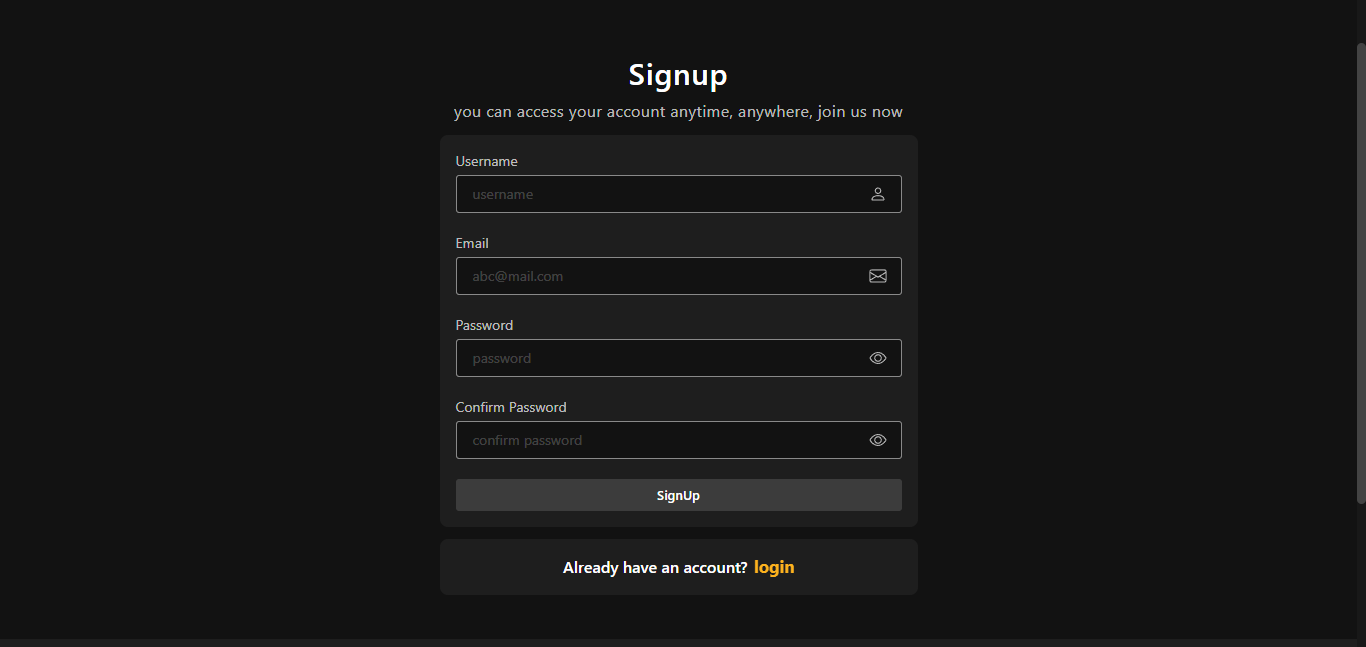 Signup
you can access your account anytime, anywhere, join us now
Username
username
Email
abc@mail.com
Password
password
Confirm Password
confirm password
SignUp
Already have an account? login